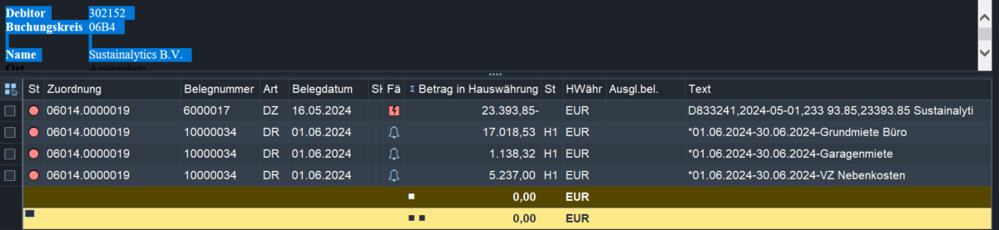 Debitor 302152
Buchungskreis 06B4
Name Sustainalytics B.V.
Ort Amsterdam
St Zuordnung Belegnummer Art Belegdatum Sł Fä Σ Betrag in Hauswährung St HWähr Ausgl.bel. Text
06014.0000019 6000017 DZ 16.05.2024 23.393,85- EUR D833241,2024-05-01,233 93.85,23393.85 Sustainalyti
06014.0000019 10000034 DR 01.06.2024 17.018,53 H1 EUR *01.06.2024-30.06.2024-Grundmiete Büro
06014.0000019 10000034 DR 01.06.2024 1.138,32 H1 EUR *01.06.2024-30.06.2024-Garagenmiete
06014.0000019 10000034 DR 01.06.2024 5.237,00 H1 EUR *01.06.2024-30.06.2024-VZ Nebenkosten
0,00 EUR
0,00 EUR